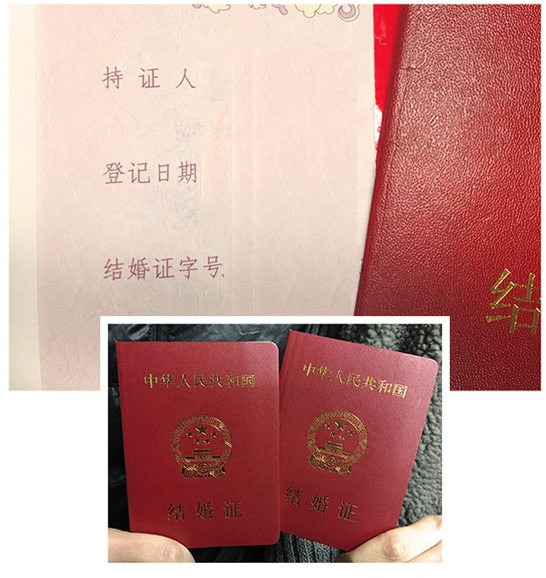 持证人
登记日期
结婚证字号
结
中华人民共和国
结婚证
中华人民共和国
结婚证